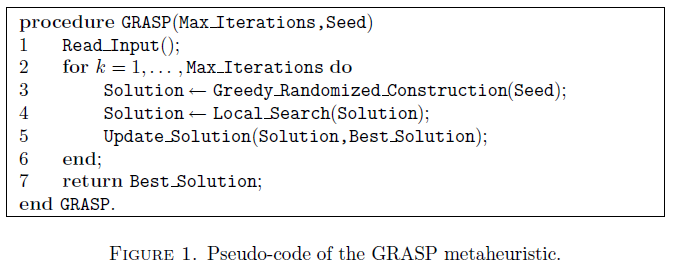 procedure GRASP(Max_Iterations,Seed)
1 Read_Input();
2 for k = 1, . . . , Max_Iterations do
3 Solution ← Greedy_Randomized_Construction(Seed);
4 Solution ← Local_Search(Solution);
5 Update_Solution(Solution,Best_Solution);
6 end;
7 return Best_Solution;
end GRASP.
FIGURE 1. Pseudo-code of the GRASP metaheuristic.